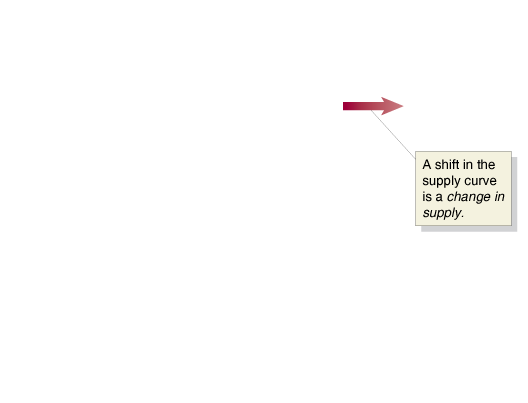 A shift in the
supply curve
is a change in
supply.